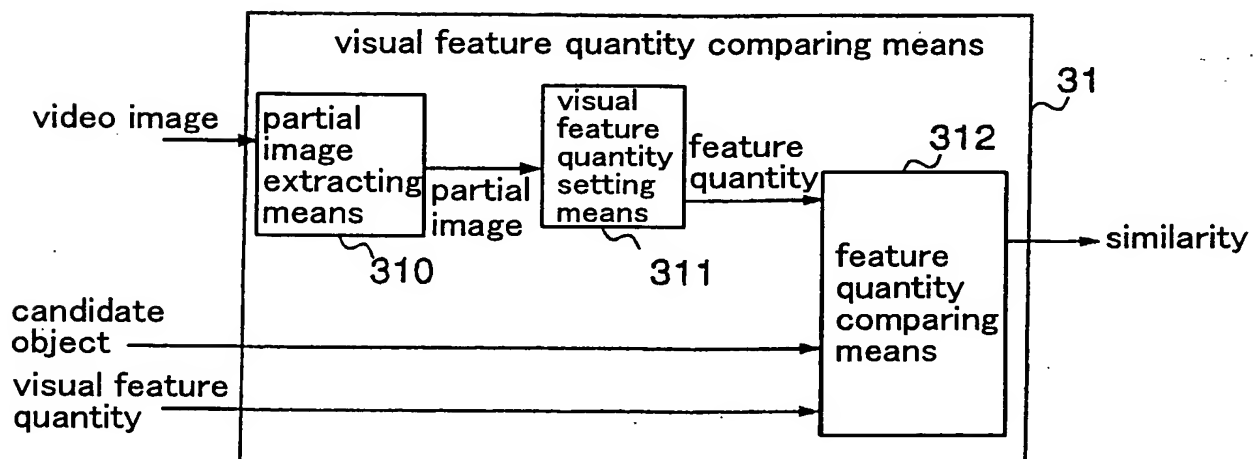 visual feature quantity comparing means
31
video image
partial
image
extracting
means
310
partial
image
visual
feature
quantity
setting
means
311
feature
quantity
312
feature
quantity
comparing
means
similarity
candidate
object
visual feature
quantity